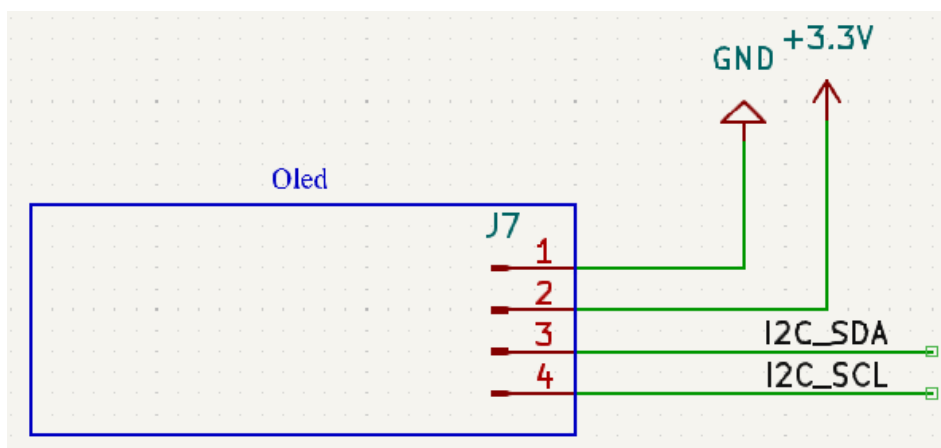 +3.3V
GND
Oled
J7
1
2
3
I2C_SDA
4
I2C_SCL